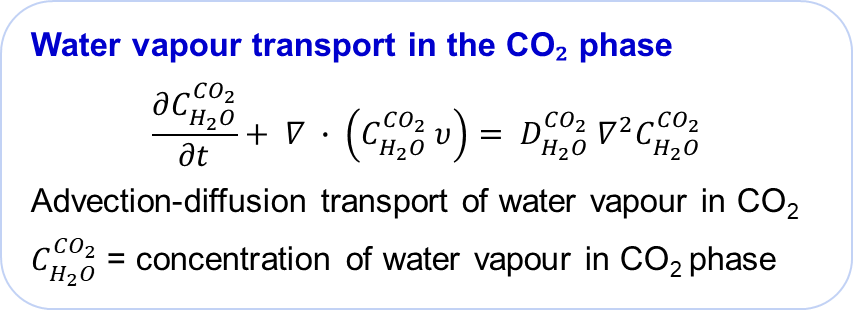 Water vapour transport in the CO₂ phase
∂C_{H₂O}^{CO₂}/∂t + ∇ · (C_{H₂O}^{CO₂} υ) = D_{H₂O}^{CO₂} ∇²C_{H₂O}^{CO₂}
Advection-diffusion transport of water vapour in CO₂
C_{H₂O}^{CO₂} = concentration of water vapour in CO₂ phase